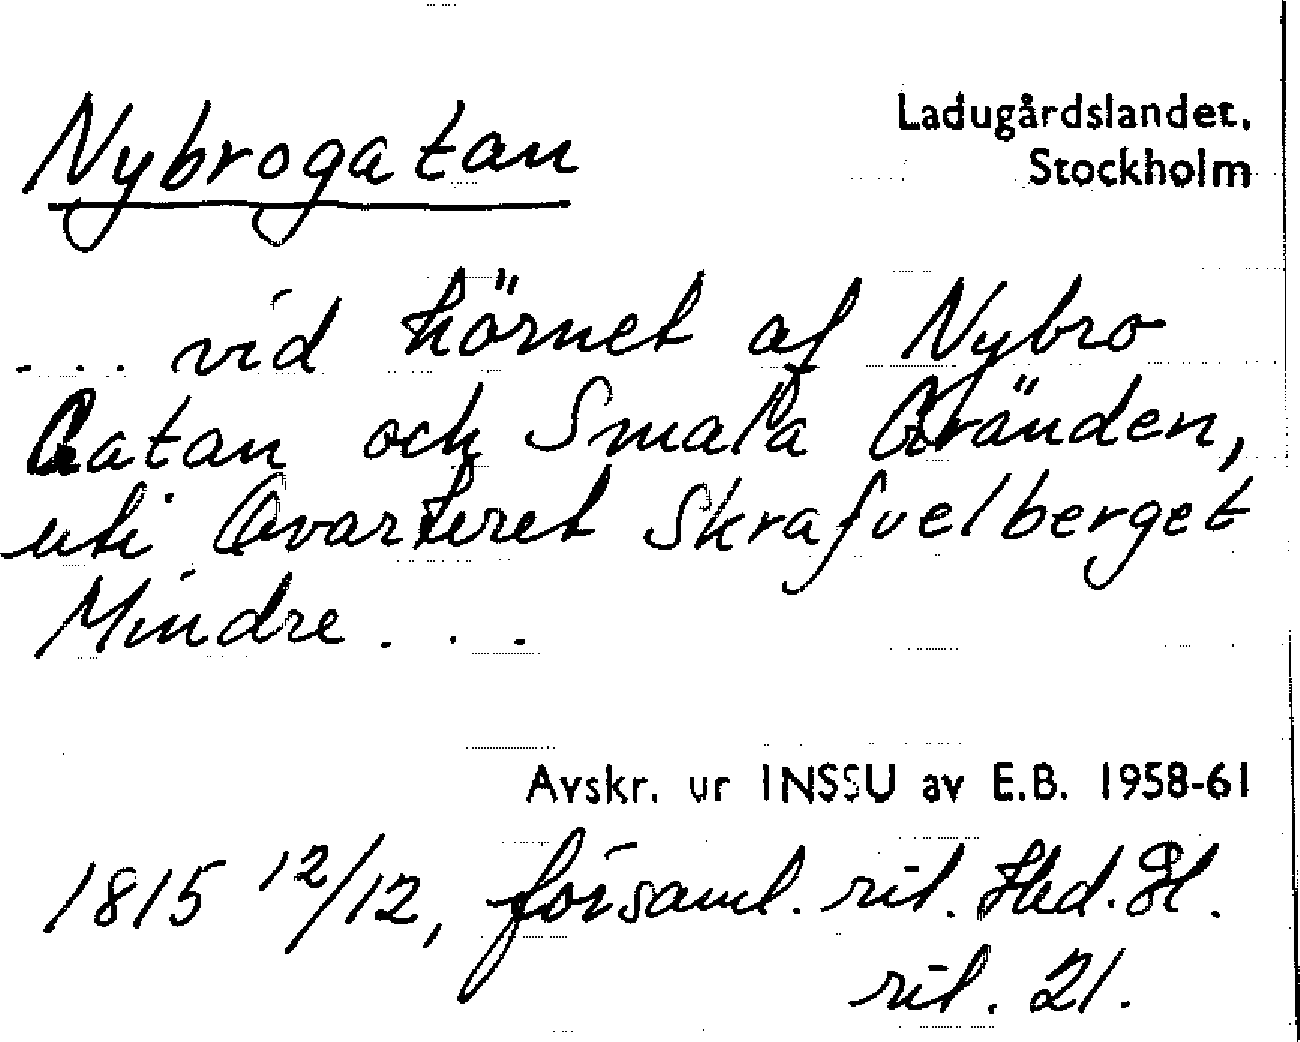 Nybrogatan
Ladugårdslandet.
Stockholm
... vid hörnet af Nybro
Gatan och Smala Gränden,
uti Qvarteret Skrafvelberget
Mindre...
Avskr. ur INSSU av E.B. 1958-61
1815 12/12, församl. ritn. Hed. El.
rit. 21.